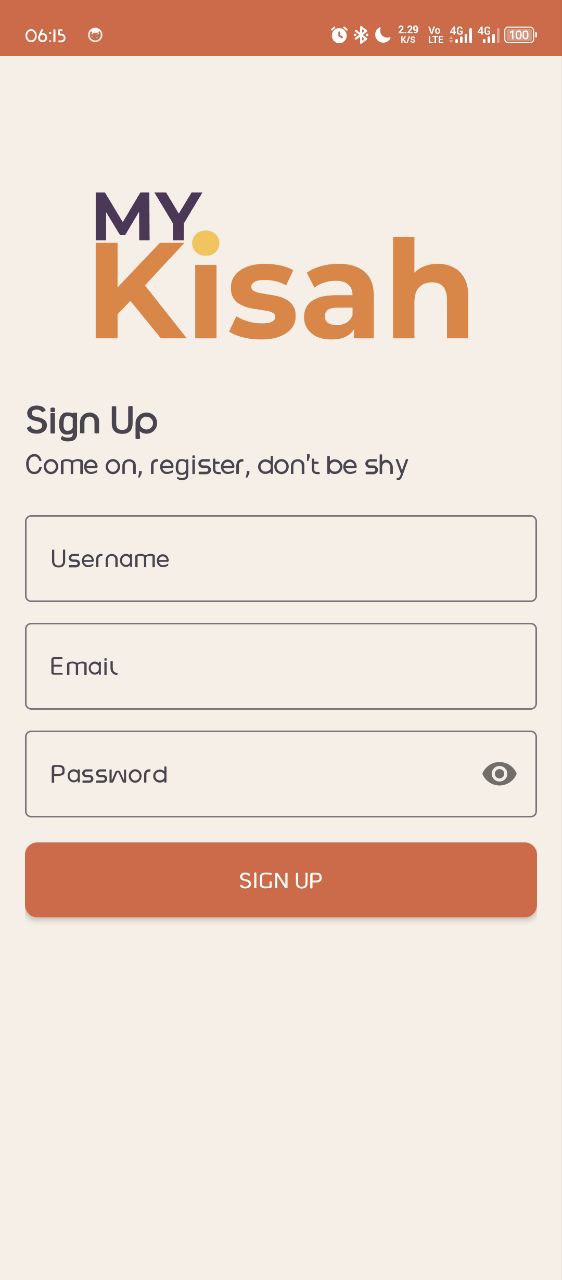 06:15
2.29 K/S Vo LTE 4G 4G 100
MY
Kisah
Sign Up
Come on, register, don't be shy
Username
Email
Password
SIGN UP